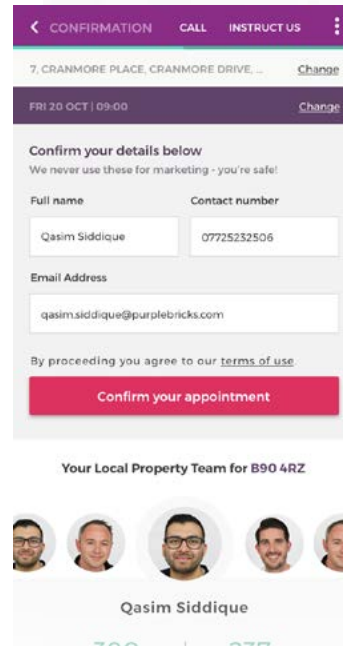 CONFIRMATION CALL INSTRUCT US
7, CRANMORE PLACE, CRANMORE DRIVE, ... Change
FRI 20 OCT | 09:00 Change
Confirm your details below
We never use these for marketing - you're safe!
Full name Contact number
Qasim Siddique 07725232506
Email Address
qasim.siddique@purplebricks.com
By proceeding you agree to our terms of use.
Confirm your appointment
Your Local Property Team for B90 4RZ
Qasim Siddique